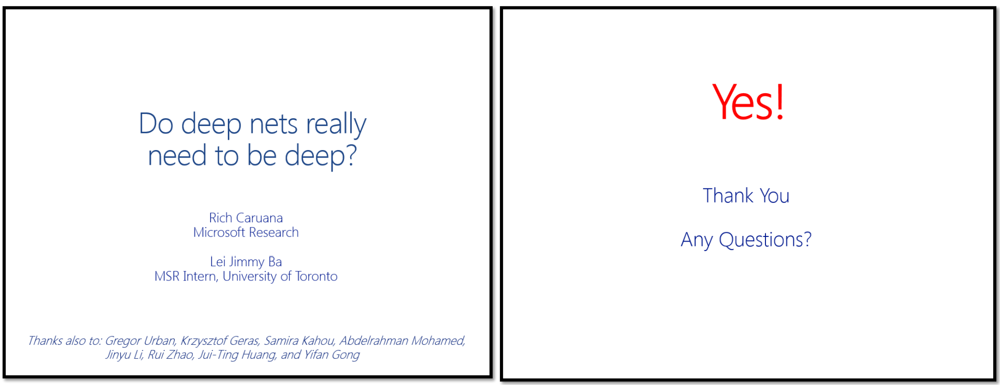 Do deep nets really
need to be deep?
Rich Caruana
Microsoft Research
Lei Jimmy Ba
MSR Intern, University of Toronto
Thanks also to: Gregor Urban, Krzysztof Geras, Samira Kahou, Abdelrahman Mohamed,
Jinyu Li, Rui Zhao, Jui-Ting Huang, and Yifan Gong
Yes!
Thank You
Any Questions?